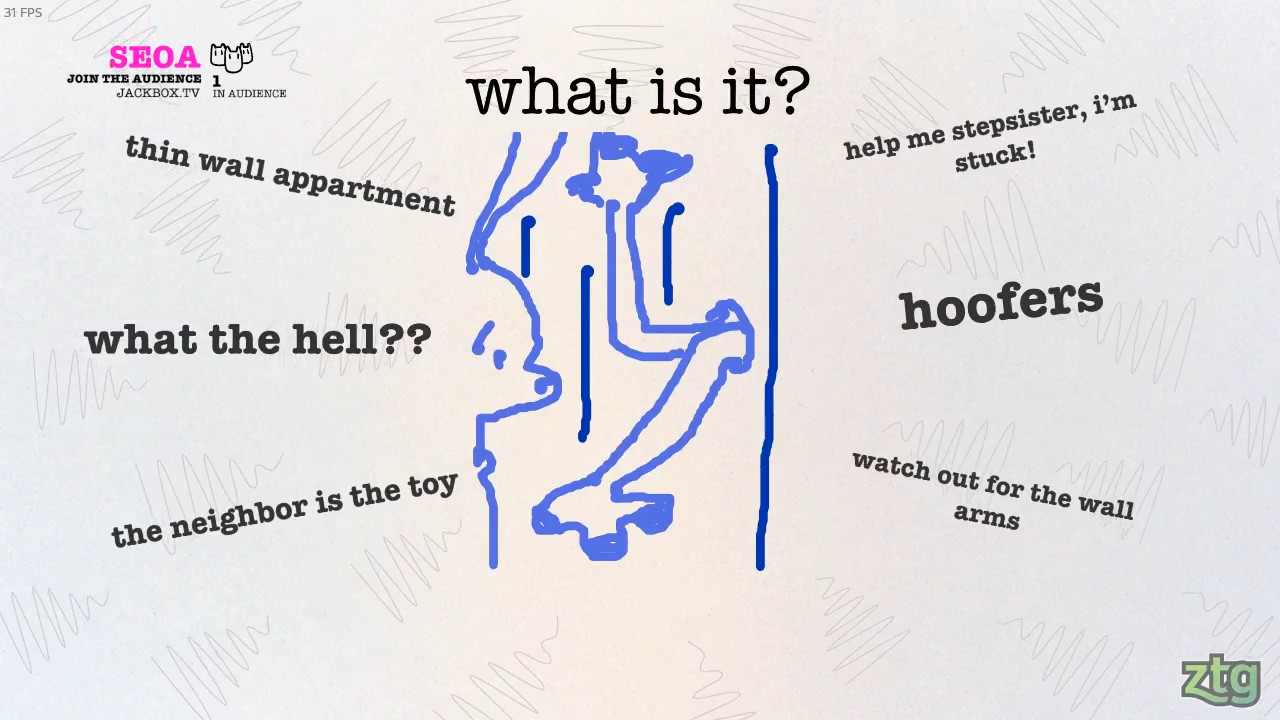 31 FPS
SEOA
JOIN THE AUDIENCE
JACKBOX.TV
1
IN AUDIENCE
what is it?
thin wall appartment
help me stepsister, i'm
stuck!
what the hell??
hoofers
the neighbor is the toy
watch out for the wall
arms
ztg